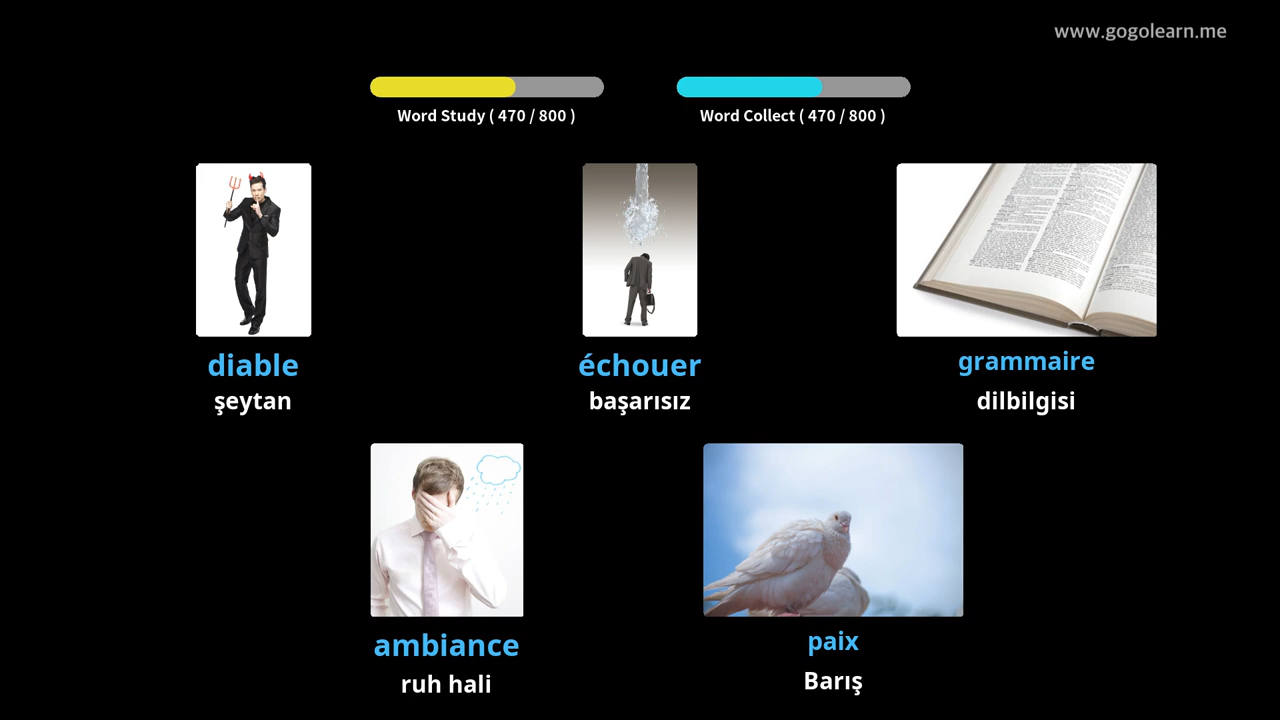 www.gogolearn.me
Word Study ( 470 / 800 )
Word Collect ( 470 / 800 )
diable
şeytan
échouer
başarısız
grammaire
dilbilgisi
ambiance
ruh hali
paix
Barış